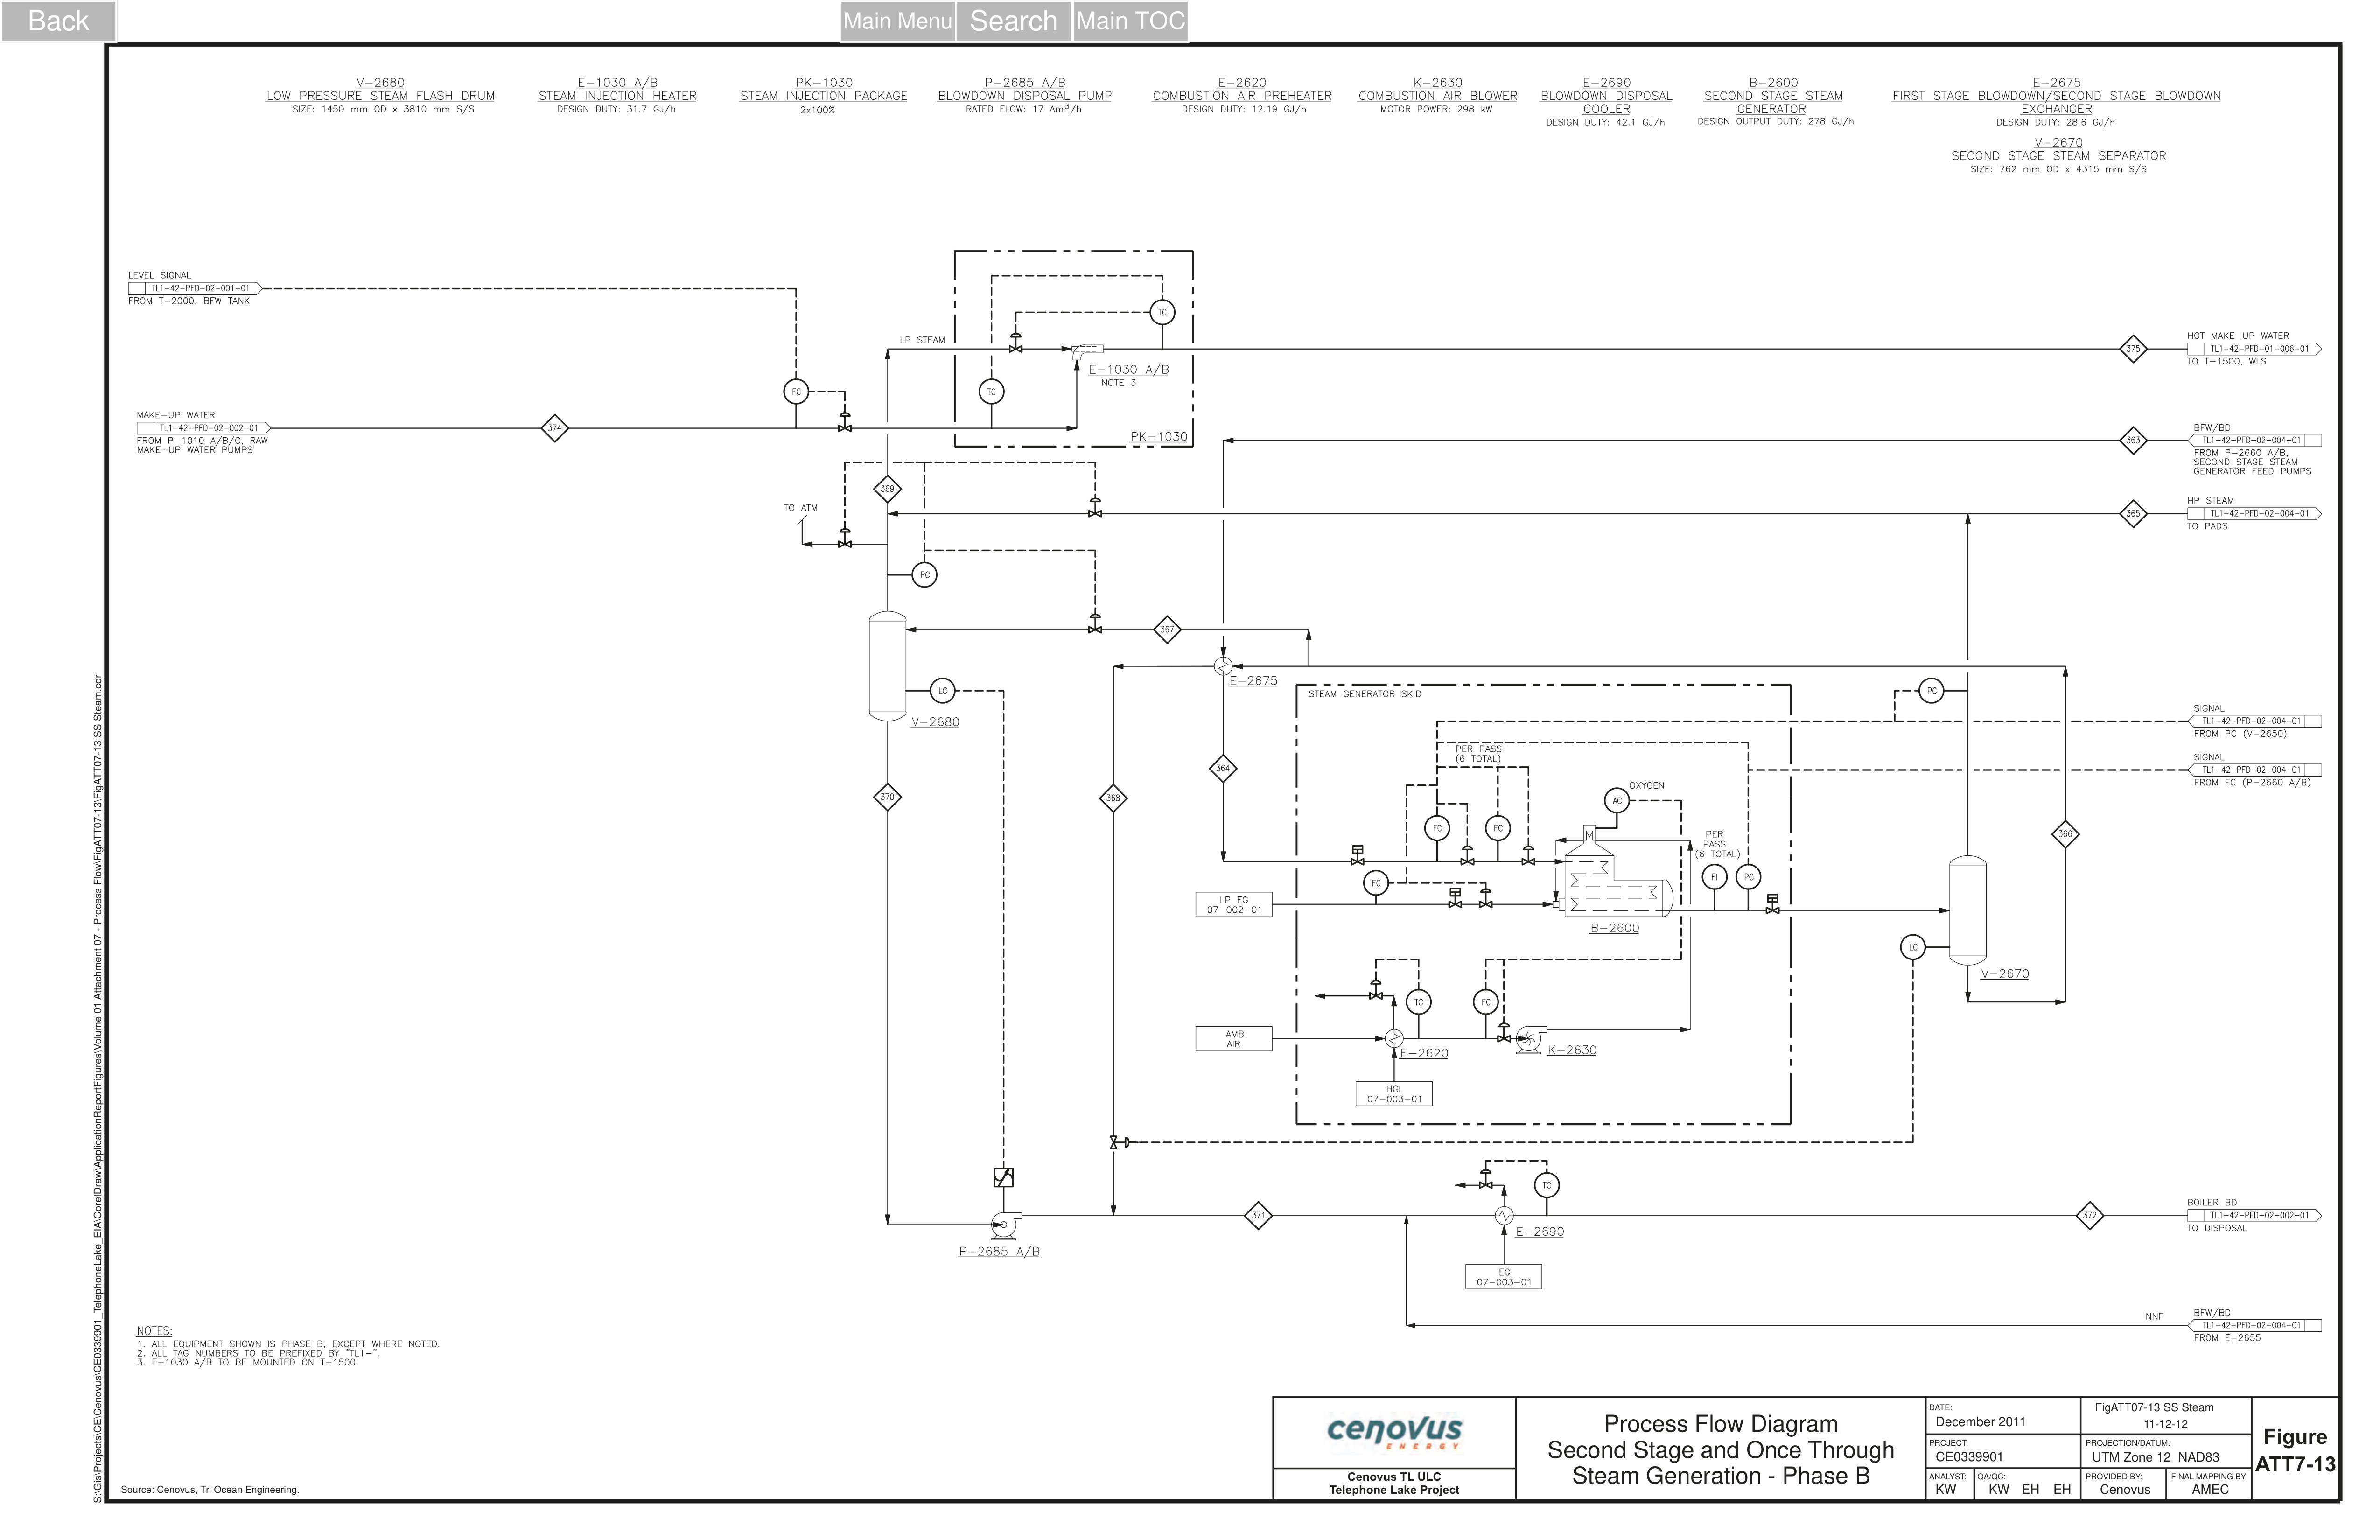 Back
Main Menu
Search
Main TOC
V-2680
LOW PRESSURE STEAM FLASH DRUM
SIZE: 1450 mm OD x 3810 mm S/S
E-1030 A/B
STEAM INJECTION HEATER
DESIGN DUTY: 31.7 GJ/h
PK-1030
STEAM INJECTION PACKAGE
2x100%
P-2685 A/B
BLOWDOWN DISPOSAL PUMP
RATED FLOW: 17 Am3/h
E-2620
COMBUSTION AIR PREHEATER
DESIGN DUTY: 12.19 GJ/h
K-2630
COMBUSTION AIR BLOWER
MOTOR POWER: 298 kW
E-2690
BLOWDOWN DISPOSAL
COOLER
DESIGN DUTY: 42.1 GJ/h
B-2600
SECOND STAGE STEAM
GENERATOR
DESIGN OUTPUT DUTY: 278 GJ/h
E-2675
FIRST STAGE BLOWDOWN/SECOND STAGE BLOWDOWN
EXCHANGER
DESIGN DUTY: 28.6 GJ/h
V-2670
SECOND STAGE STEAM SEPARATOR
SIZE: 762 mm OD x 4315 mm S/S
LEVEL SIGNAL
TL1-42-PFD-02-001-01
FROM T-2000, BFW TANK
TC
LP STEAM
E-1030 A/B
NOTE 3
TC
FC
PK-1030
HOT MAKE-UP WATER
375
TL1-42-PFD-01-006-01
TO T-1500, WLS
MAKE-UP WATER
TL1-42-PFD-02-002-01
374
FROM P-1010 A/B/C, RAW
MAKE-UP WATER PUMPS
BFW/BD
363
TL1-42-PFD-02-004-01
FROM P-2660 A/B,
SECOND STAGE STEAM
GENERATOR FEED PUMPS
369
TO ATM
HP STEAM
365
TL1-42-PFD-02-004-01
TO PADS
PC
367
E-2675
LC
V-2680
STEAM GENERATOR SKID
PC
SIGNAL
TL1-42-PFD-02-004-01
FROM PC (V-2650)
PER PASS
(6 TOTAL)
SIGNAL
TL1-42-PFD-02-004-01
FROM FC (P-2660 A/B)
370
368
364
OXYGEN
AC
FC
FC
M
PER
PASS
(6 TOTAL)
366
FC
FI
PC
LP FG
07-002-01
B-2600
LC
V-2670
TC
FC
AMB
AIR
E-2620
K-2630
HGL
07-003-01
TC
371
372
BOILER BD
TL1-42-PFD-02-002-01
TO DISPOSAL
E-2690
P-2685 A/B
EG
07-003-01
NNF
BFW/BD
TL1-42-PFD-02-004-01
FROM E-2655
NOTES:
1. ALL EQUIPMENT SHOWN IS PHASE B, EXCEPT WHERE NOTED.
2. ALL TAG NUMBERS TO BE PREFIXED BY "TL1-".
3. E-1030 A/B TO BE MOUNTED ON T-1500.
S:\Gis\Projects\CE\Cenovus\CE0339901_TelephoneLake_EIA\CorelDraw\ApplicationReportFigures\Volume 01 Attachment 07 - Process Flow\FigATT07-13\FigATT07-13 SS Steam.cdr
Source: Cenovus, Tri Ocean Engineering.
cenovus
ENERGY
Cenovus TL ULC
Telephone Lake Project
Process Flow Diagram
Second Stage and Once Through
Steam Generation - Phase B
DATE:
December 2011
FigATT07-13 SS Steam
11-12-12
PROJECT:
CE0339901
PROJECTION/DATUM:
UTM Zone 12 NAD83
ANALYST:
KW
QA/QC:
KW EH EH
PROVIDED BY:
Cenovus
FINAL MAPPING BY:
AMEC
Figure
ATT7-13